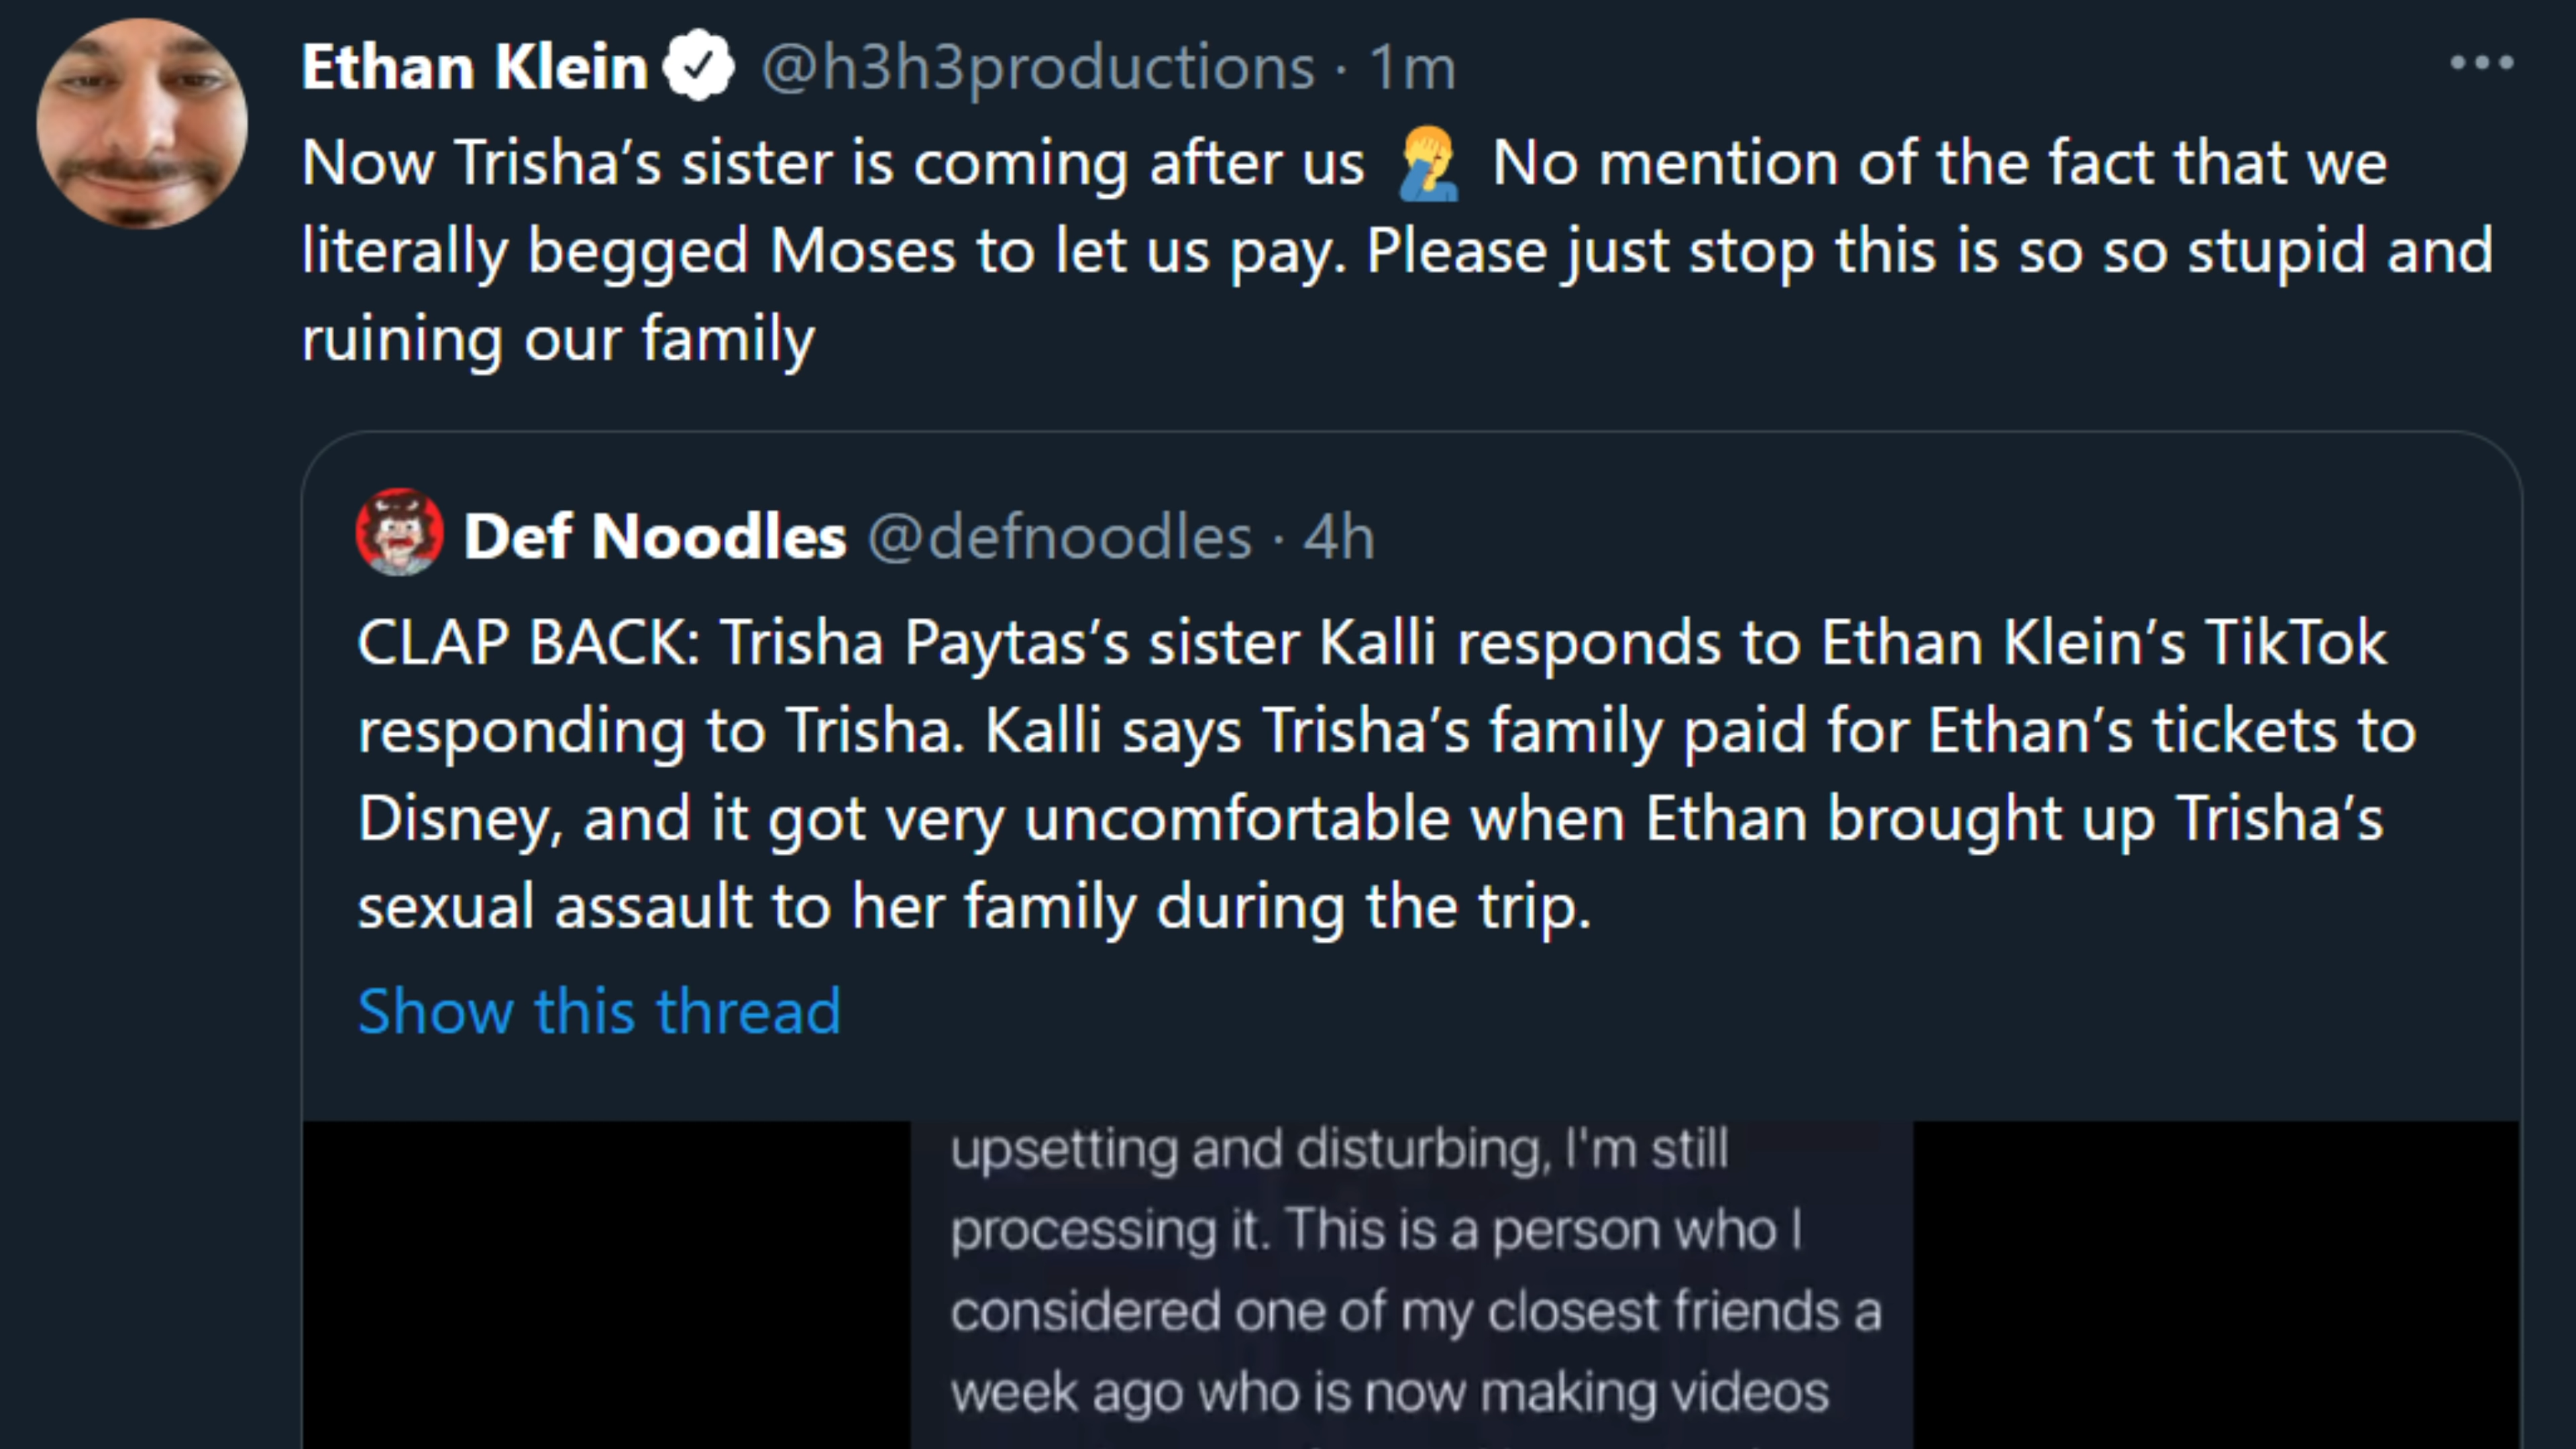 Ethan Klein @h3h3productions · 1m
Now Trisha’s sister is coming after us 🤦‍♂️ No mention of the fact that we
literally begged Moses to let us pay. Please just stop this is so so stupid and
ruining our family
Def Noodles @defnoodles · 4h
CLAP BACK: Trisha Paytas’s sister Kalli responds to Ethan Klein’s TikTok
responding to Trisha. Kalli says Trisha’s family paid for Ethan’s tickets to
Disney, and it got very uncomfortable when Ethan brought up Trisha’s
sexual assault to her family during the trip.
Show this thread
upsetting and disturbing, I'm still
processing it. This is a person who I
considered one of my closest friends a
week ago who is now making videos